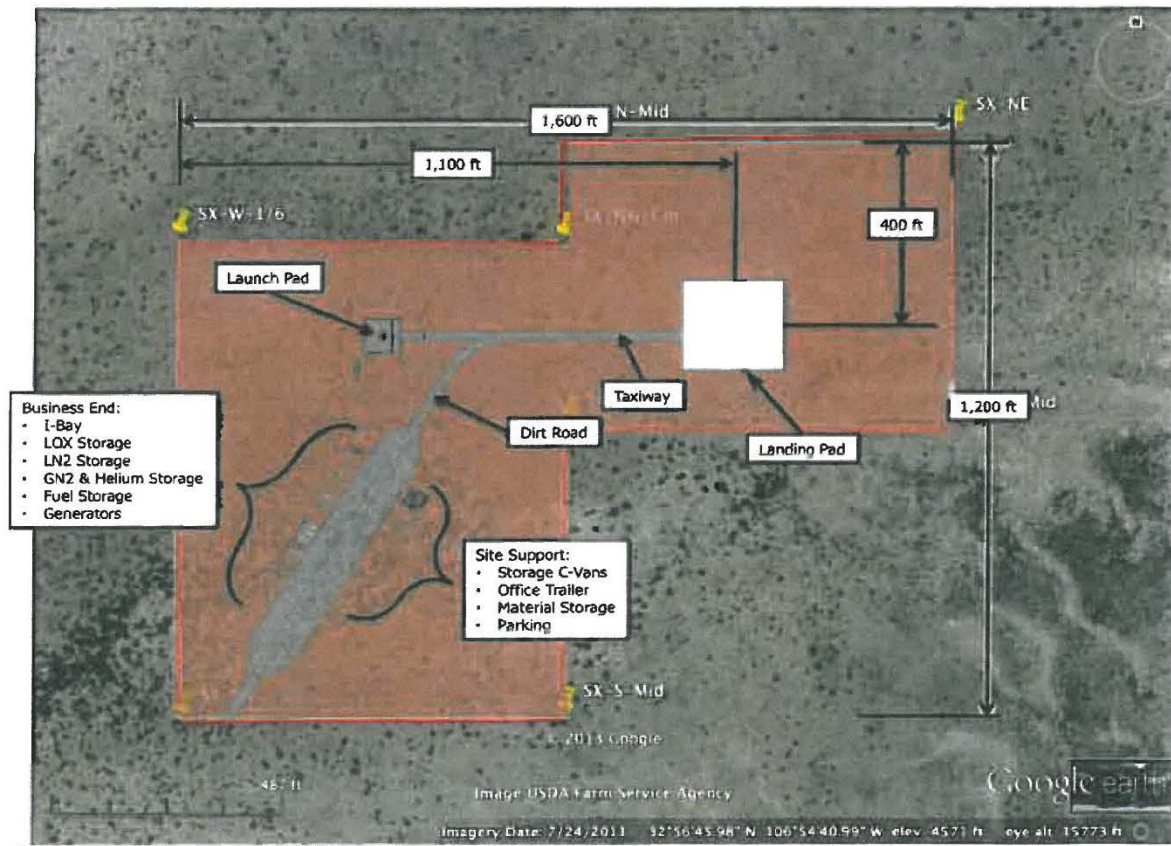 N
SX-NE
1,600 ft
N-Mid
1,100 ft
SX-W-1/6
400 ft
Launch Pad
Taxiway
1,200 ft
Mid
Business End:
• I-Bay
• LOX Storage
• LN2 Storage
• GN2 & Helium Storage
• Fuel Storage
• Generators
Dirt Road
Landing Pad
Site Support:
• Storage C-Vans
• Office Trailer
• Material Storage
• Parking
SX-S-Mid
© 2013 Google
487 ft
Image USDA Farm Service Agency
Google earth
Imagery Date: 7/24/2011 32°56'45.98" N 106°54'40.99" W elev 4571 ft eye alt 15773 ft